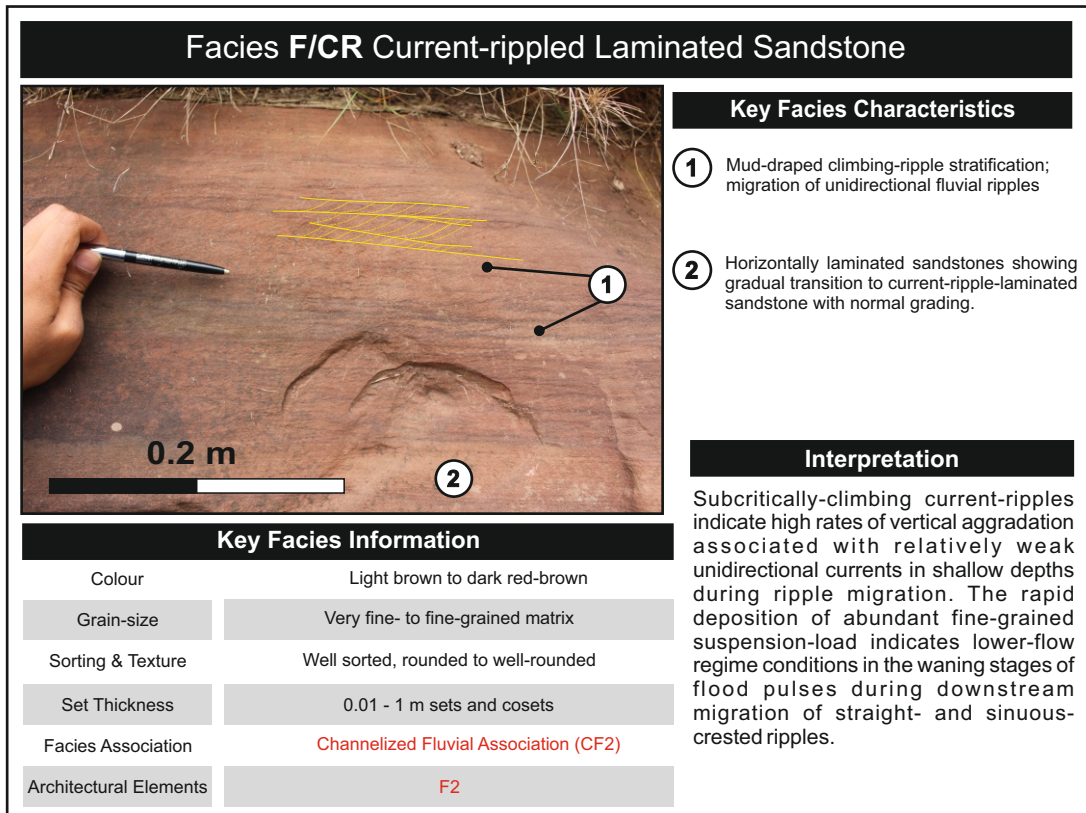 Facies F/CR Current-rippled Laminated Sandstone
1
0.2 m
2
Key Facies Characteristics
1
Mud-draped climbing-ripple stratification;
migration of unidirectional fluvial ripples
2
Horizontally laminated sandstones showing
gradual transition to current-ripple-laminated
sandstone with normal grading.
Key Facies Information
Colour Light brown to dark red-brown
Grain-size Very fine- to fine-grained matrix
Sorting & Texture Well sorted, rounded to well-rounded
Set Thickness 0.01 - 1 m sets and cosets
Facies Association Channelized Fluvial Association (CF2)
Architectural Elements F2
Interpretation
Subcritically-climbing current-ripples
indicate high rates of vertical aggradation
associated with relatively weak
unidirectional currents in shallow depths
during ripple migration. The rapid
deposition of abundant fine-grained
suspension-load indicates lower-flow
regime conditions in the waning stages of
flood pulses during downstream
migration of straight- and sinuous-
crested ripples.